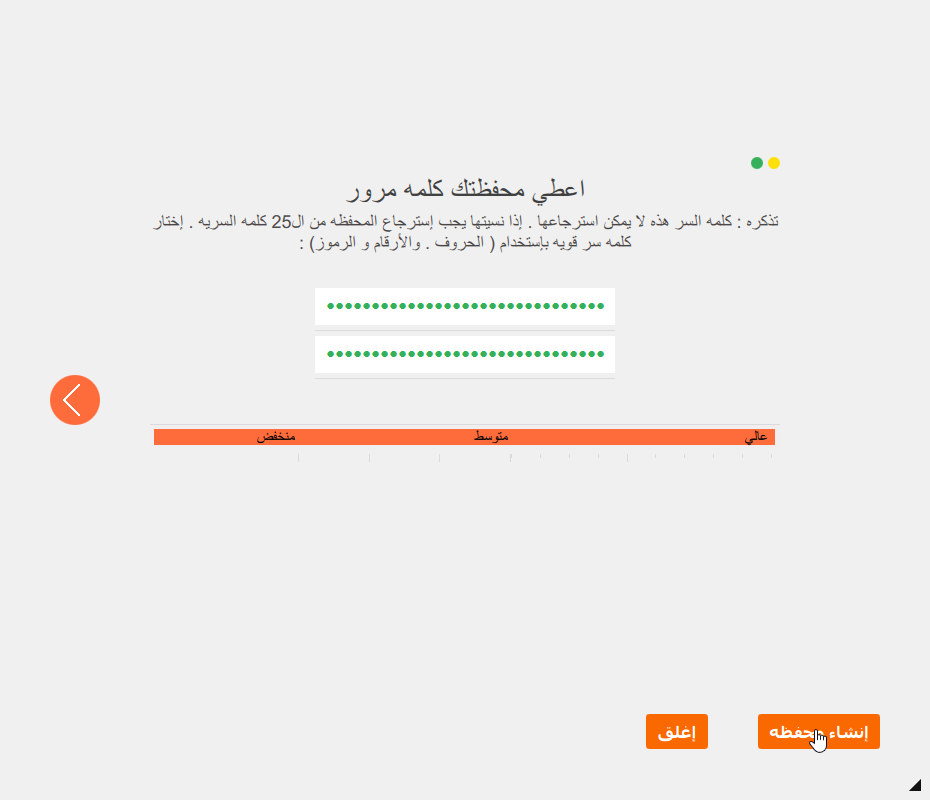 اعطي محفظتك كلمه مرور
تذكره : كلمه السر هذه لا يمكن استرجاعها . إذا نسيتها يجب إسترجاع المحفظه من ال25 كلمه السريه . إختار
كلمه سر قويه بإستخدام ( الحروف . والأرقام و الرموز) :
عالي متوسط منخفض
إنشاء محفظه إغلق